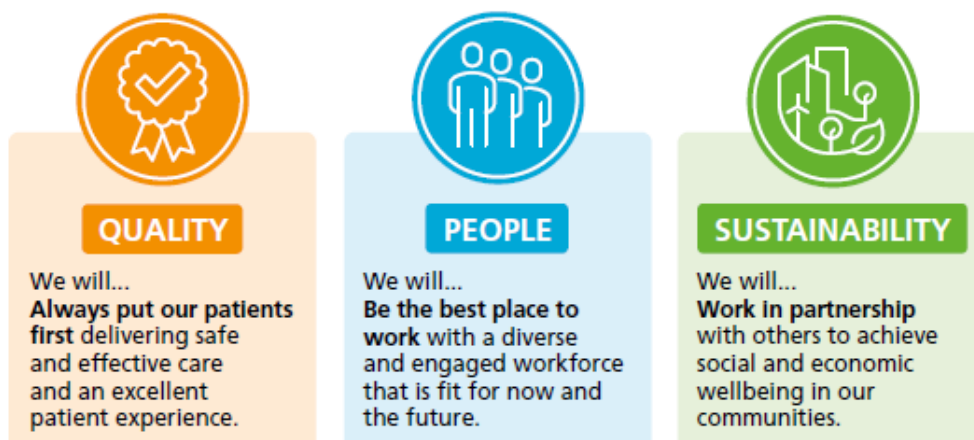 QUALITY
We will...
Always put our patients
first delivering safe
and effective care
and an excellent
patient experience.
PEOPLE
We will...
Be the best place to
work with a diverse
and engaged workforce
that is fit for now and
the future.
SUSTAINABILITY
We will...
Work in partnership
with others to achieve
social and economic
wellbeing in our
communities.